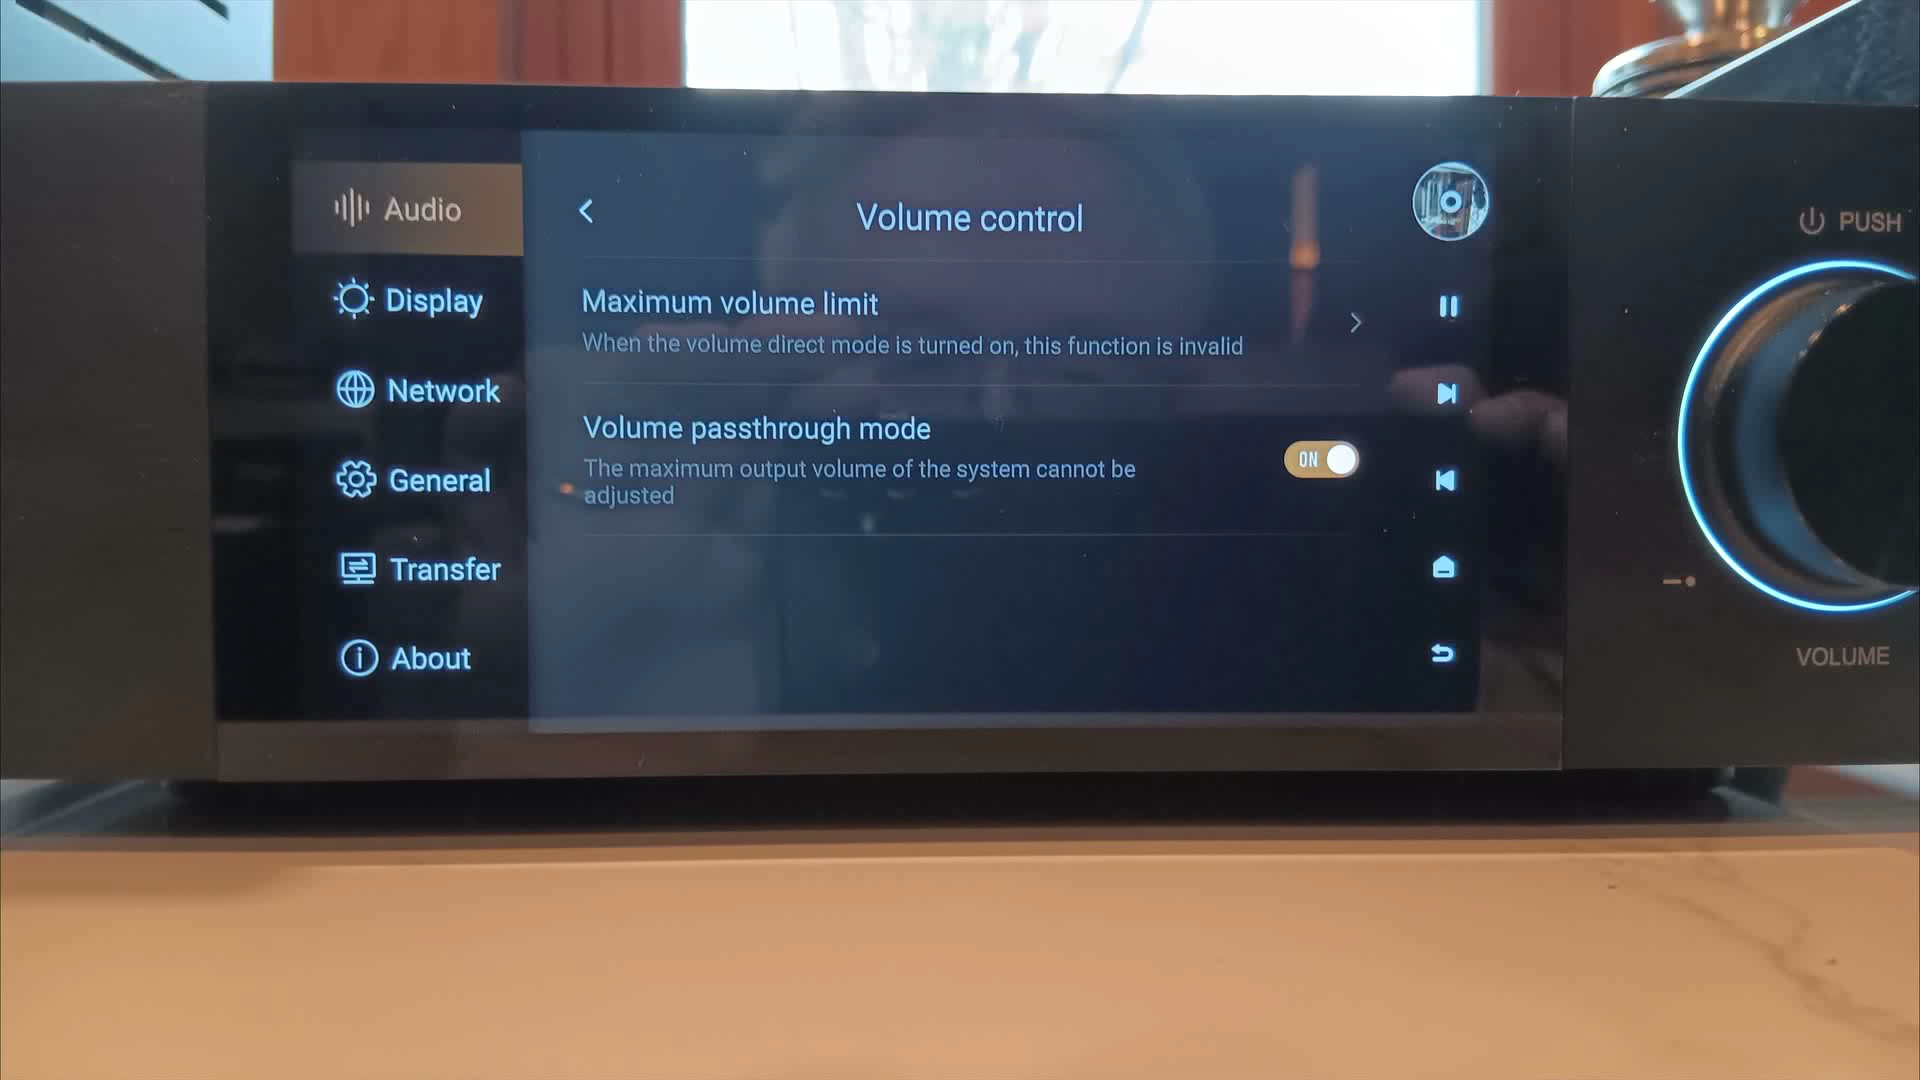 Audio
Display
Network
General
Transfer
About
Volume control
Maximum volume limit
When the volume direct mode is turned on, this function is invalid
Volume passthrough mode
The maximum output volume of the system cannot be
adjusted
ON
PUSH
VOLUME